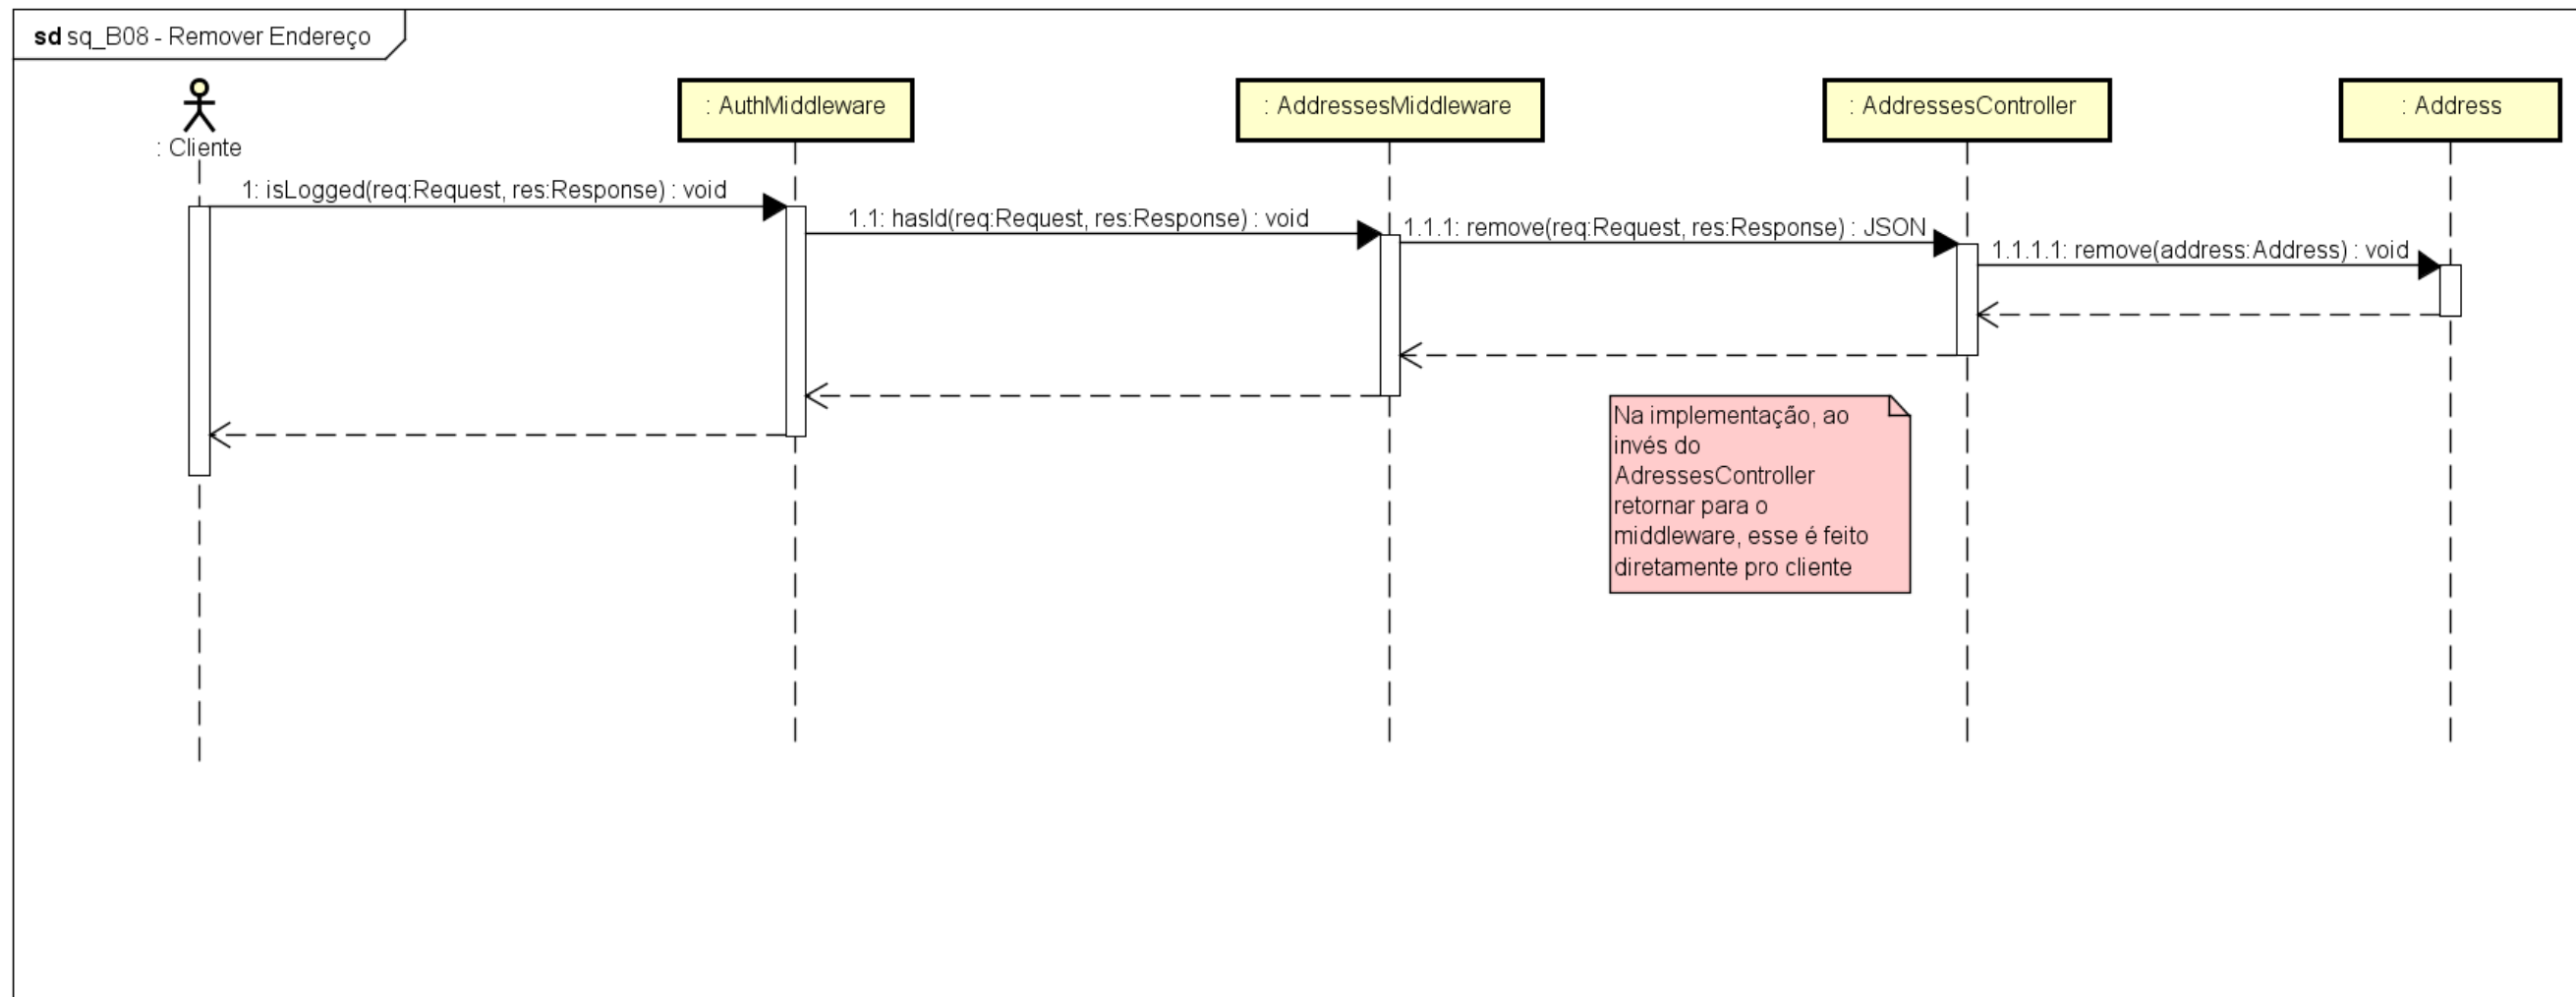 sd sq_B08 - Remover Endereço
: Cliente
: AuthMiddleware
: AddressesMiddleware
: AddressesController
: Address
1: isLogged(req:Request, res:Response) : void
1.1: hasId(req:Request, res:Response) : void
1.1.1: remove(req:Request, res:Response) : JSON
1.1.1.1: remove(address:Address) : void
Na implementação, ao
invés do
AdressesController
retornar para o
middleware, esse é feito
diretamente pro cliente